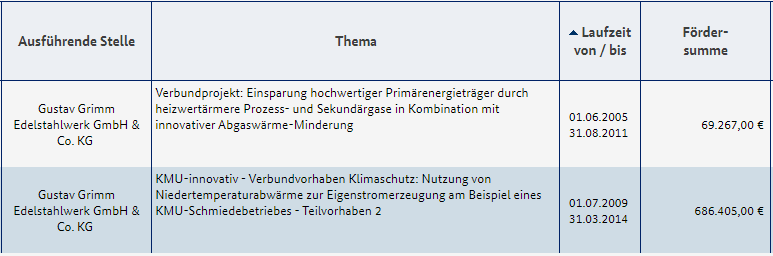 Ausführende Stelle
Thema
Laufzeit
von / bis
Förder-
summe
Gustav Grimm
Edelstahlwerk GmbH &
Co. KG
Verbundprojekt: Einsparung hochwertiger Primärenergieträger durch
heizwertärmere Prozess- und Sekundärgase in Kombination mit
innovativer Abgaswärme-Minderung
01.06.2005
31.08.2011
69.267,00 €
Gustav Grimm
Edelstahlwerk GmbH &
Co. KG
KMU-innovativ - Verbundvorhaben Klimaschutz: Nutzung von
Niedertemperaturabwärme zur Eigenstromerzeugung am Beispiel eines
KMU-Schmiedebetriebes - Teilvorhaben 2
01.07.2009
31.03.2014
686.405,00 €